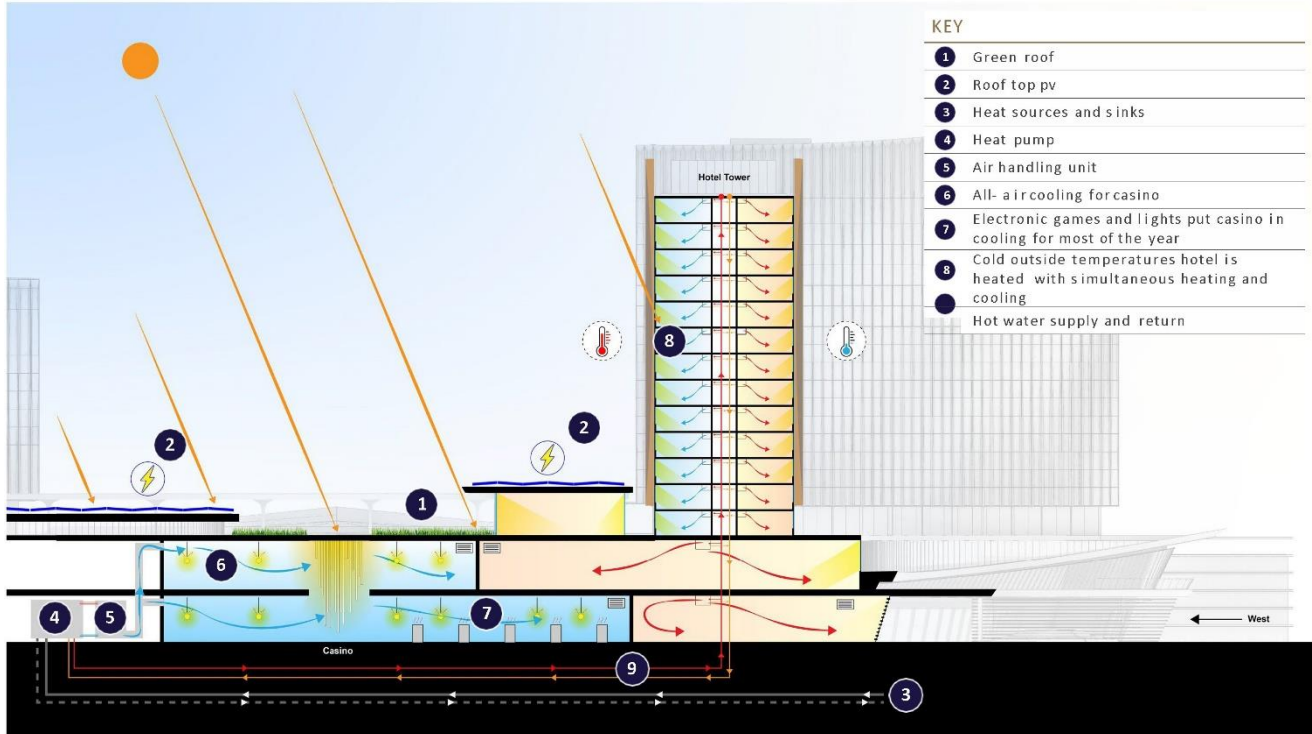 KEY
1 Green roof
2 Roof top pv
3 Heat sources and sinks
4 Heat pump
5 Air handling unit
6 All- air cooling for casino
7 Electronic games and lights put casino in
cooling for most of the year
8 Cold outside temperatures hotel is
heated with simultaneous heating and
cooling
Hot water supply and return
Hotel Tower
8
2
2
1
6
7
4
5
West
Casino
9
3